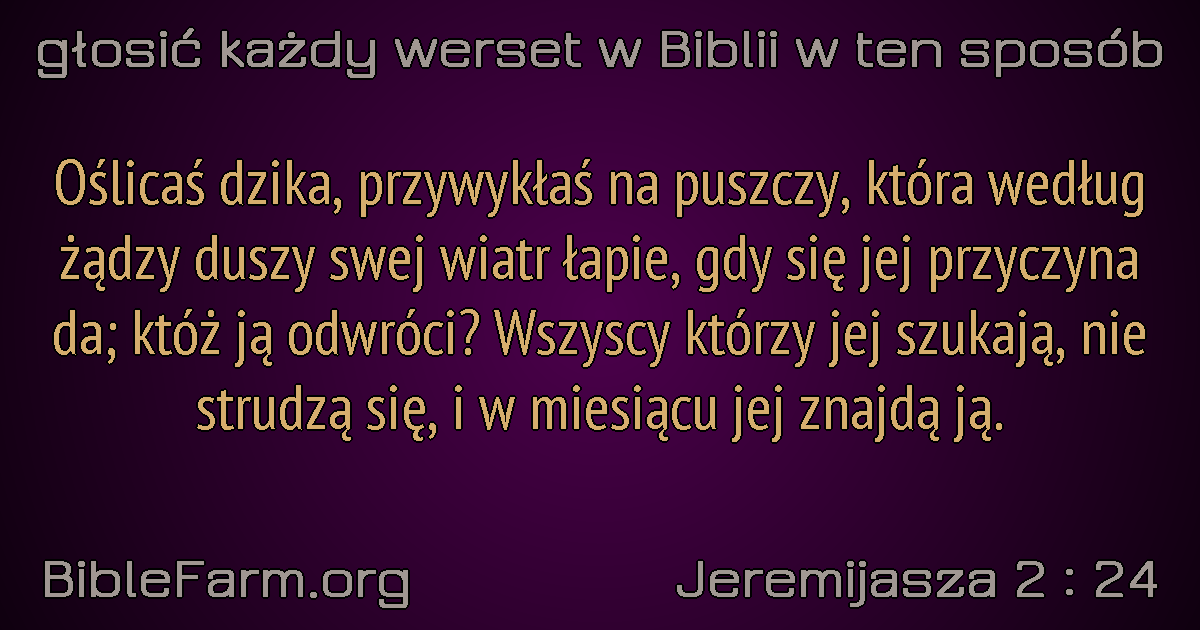 głosić każdy werset w Biblii w ten sposób
Oślicaś dzika, przywykłaś na puszczy, która według
żądzy duszy swej wiatr łapie, gdy się jej przyczyna
da; któż ją odwróci? Wszyscy którzy jej szukają, nie
strudzą się, i w miesiącu jej znajdą ją.
BibleFarm.org
Jeremijasza 2 : 24